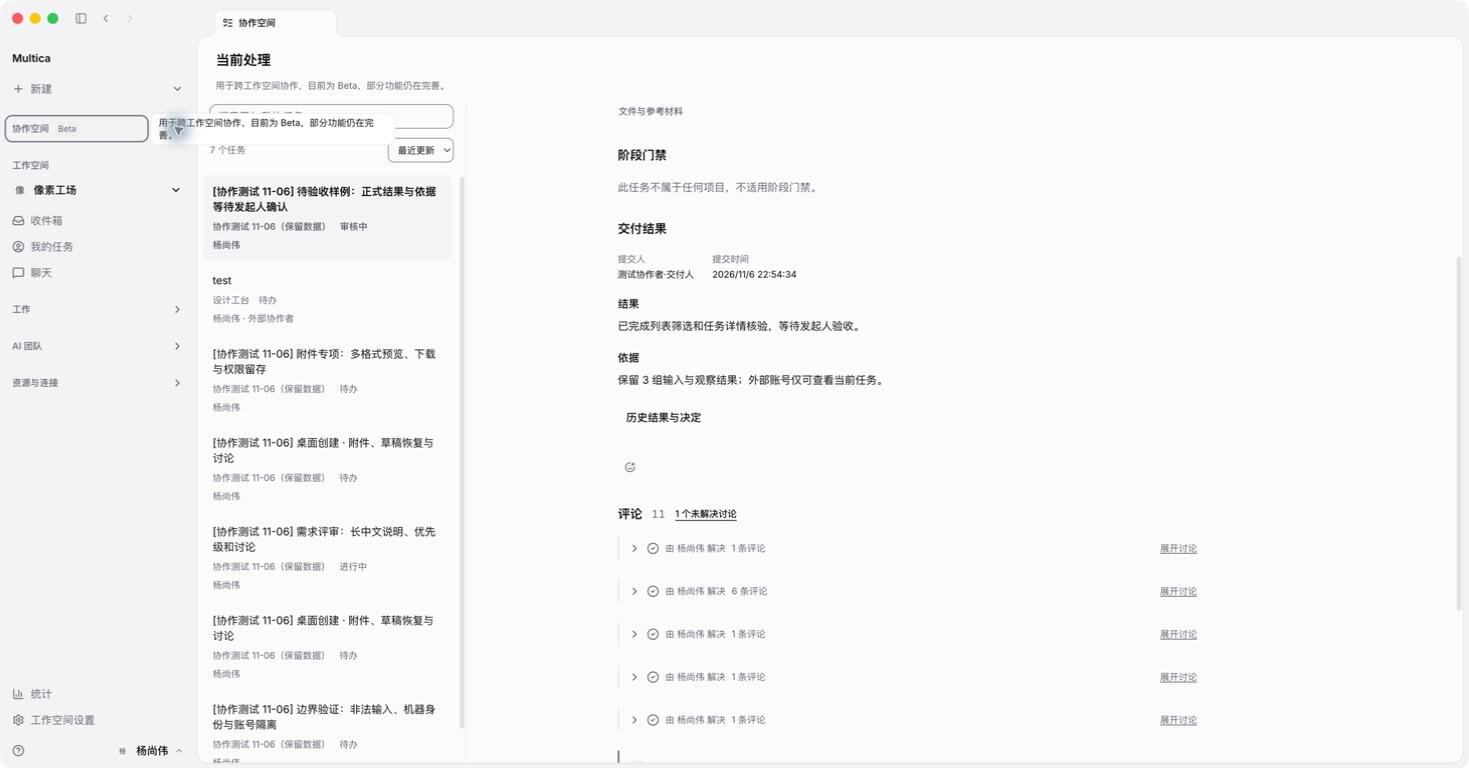 协作空间
Multica
新建
协作空间 Beta
工作空间
像 像素工场
收件箱
我的任务
聊天
工作
AI 团队
资源与连接
统计
工作空间设置
杨 杨尚伟
当前处理
用于跨工作空间协作，目前为 Beta，部分功能仍在完善。
用于跨工作空间协作，目前为 Beta，部分功能仍在完
善。
7 个任务
最近更新
[协作测试 11-06] 待验收样例：正式结果与依据
等待发起人确认
协作测试 11-06（保留数据） 审核中
杨尚伟
test
设计工台 待办
杨尚伟 · 外部协作者
[协作测试 11-06] 附件专项：多格式预览、下载
与权限留存
协作测试 11-06（保留数据） 待办
杨尚伟
[协作测试 11-06] 桌面创建 · 附件、草稿恢复与
讨论
协作测试 11-06（保留数据） 待办
杨尚伟
[协作测试 11-06] 需求评审：长中文说明、优先
级和讨论
协作测试 11-06（保留数据） 进行中
杨尚伟
[协作测试 11-06] 桌面创建 · 附件、草稿恢复与
讨论
协作测试 11-06（保留数据） 待办
杨尚伟
[协作测试 11-06] 边界验证：非法输入、机器身
份与账号隔离
协作测试 11-06（保留数据） 待办
文件与参考材料
阶段门禁
此任务不属于任何项目，不适用阶段门禁。
交付结果
提交人 提交时间
测试协作者·交付人 2026/11/6 22:54:34
结果
已完成列表筛选和任务详情核验，等待发起人验收。
依据
保留 3 组输入与观察结果；外部账号仅可查看当前任务。
历史结果与决定
评论 11 1 个未解决讨论
由 杨尚伟 解决 1 条评论 展开讨论
由 杨尚伟 解决 6 条评论 展开讨论
由 杨尚伟 解决 1 条评论 展开讨论
由 杨尚伟 解决 1 条评论 展开讨论
由 杨尚伟 解决 1 条评论 展开讨论